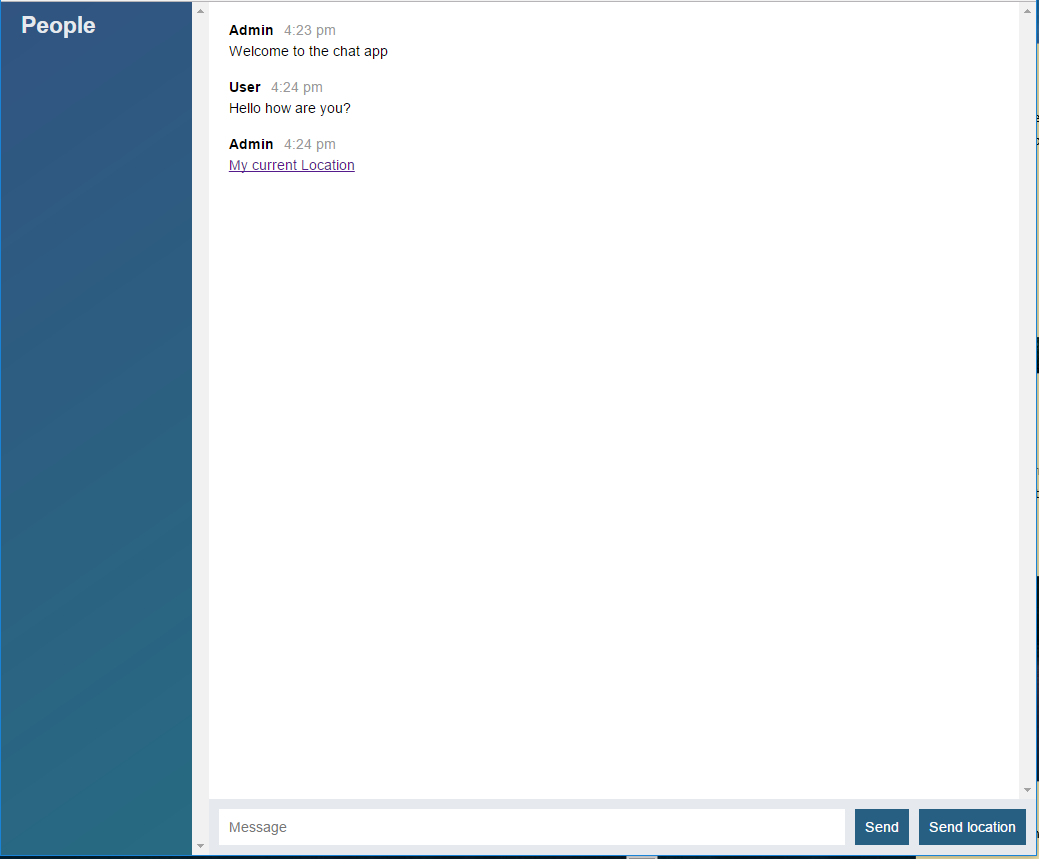 People
Admin 4:23 pm
Welcome to the chat app
User 4:24 pm
Hello how are you?
Admin 4:24 pm
My current Location
Message
Send
Send location